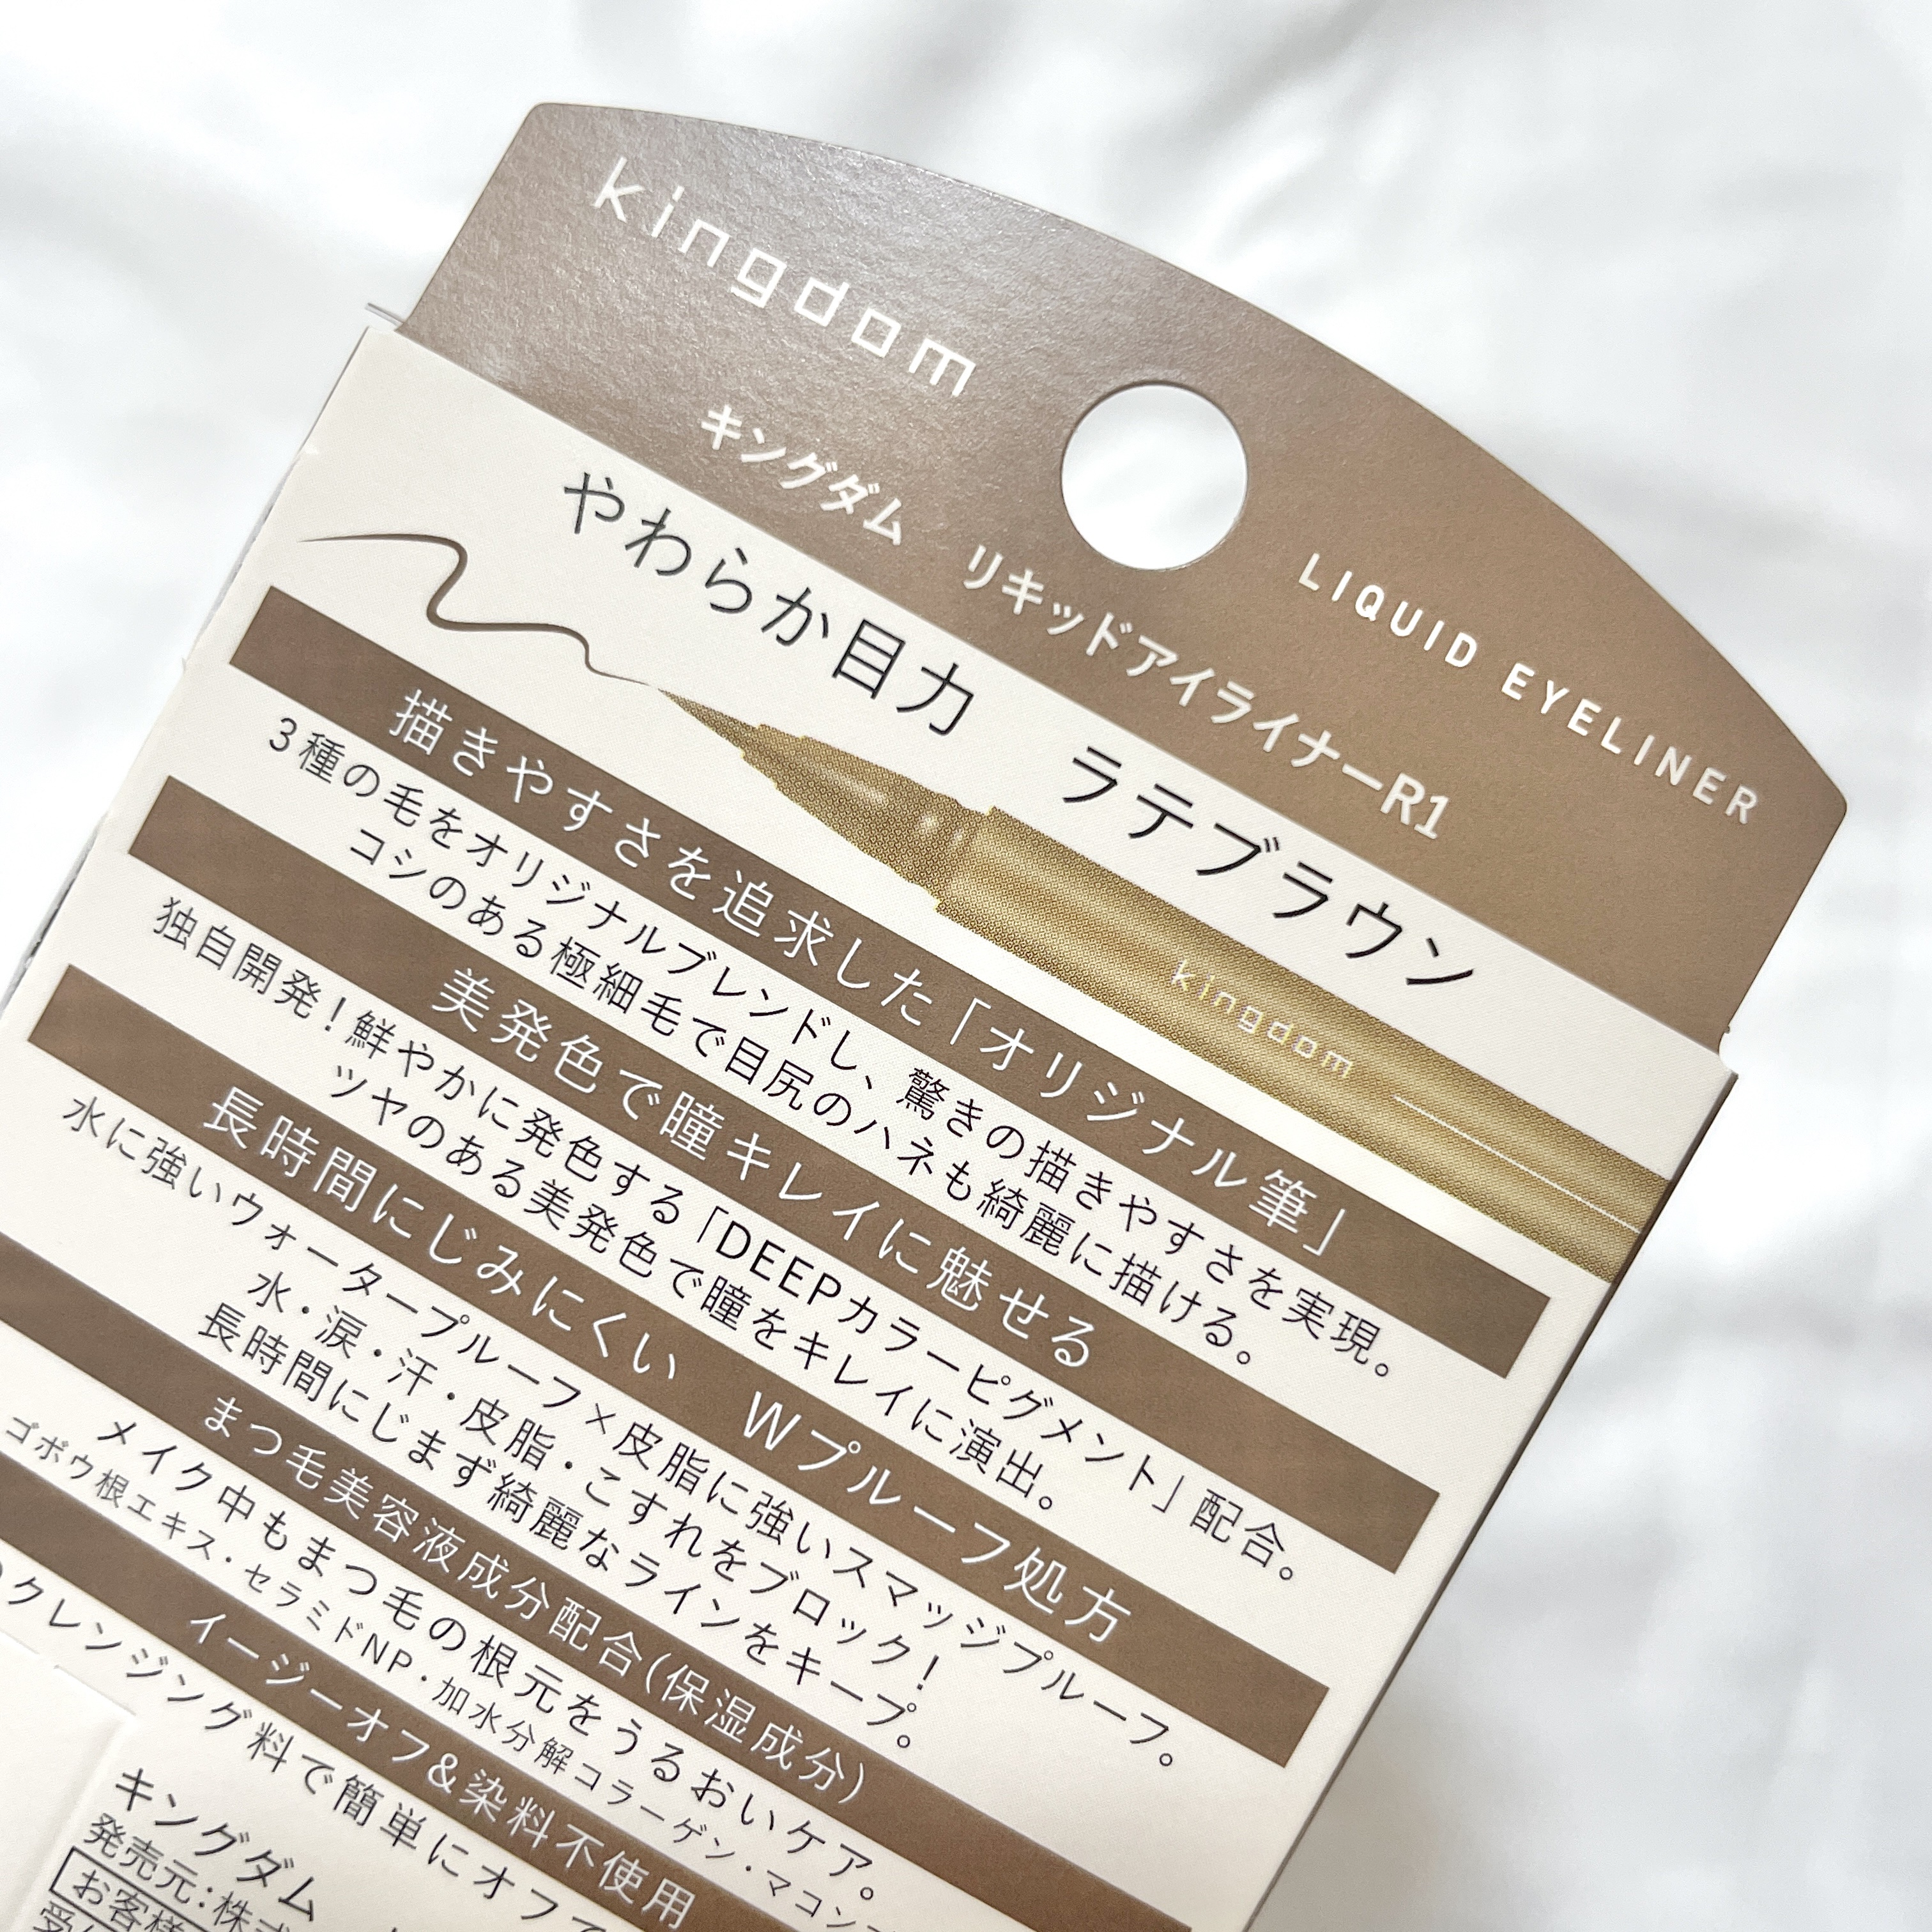 kingdom
LIQUID EYELINER
キングダム リキッドアイライナーR1
やわらか目力 ラテブラウン
kingdom
描きやすさを追求した「オリジナル筆」
3種の毛をオリジナルブレンドし、驚きの描きやすさを実現。
コシのある極細毛で目尻のハネも綺麗に描ける。
美発色で瞳キレイに魅せる
独自開発!鮮やかに発色する「DEEPカラーピグメント」配合。
ツヤのある美発色で瞳をキレイに演出。
長時間にじみにくい Wプルーフ処方
水に強いウォータープルーフ×皮脂に強いスマッジプルーフ。
水・涙・汗・皮脂・こすれをブロック!
長時間にじまず綺麗なラインをキープ。
まつ毛美容液成分配合(保湿成分)
メイク中もまつ毛の根元をうるおいケア。
ゴボウ根エキス・セラミドNP・加水分解コラーゲン・マコン
イージーオフ&染料不使用
クレンジング料で簡単にオフ
キングダム
発売元:株式
お客様